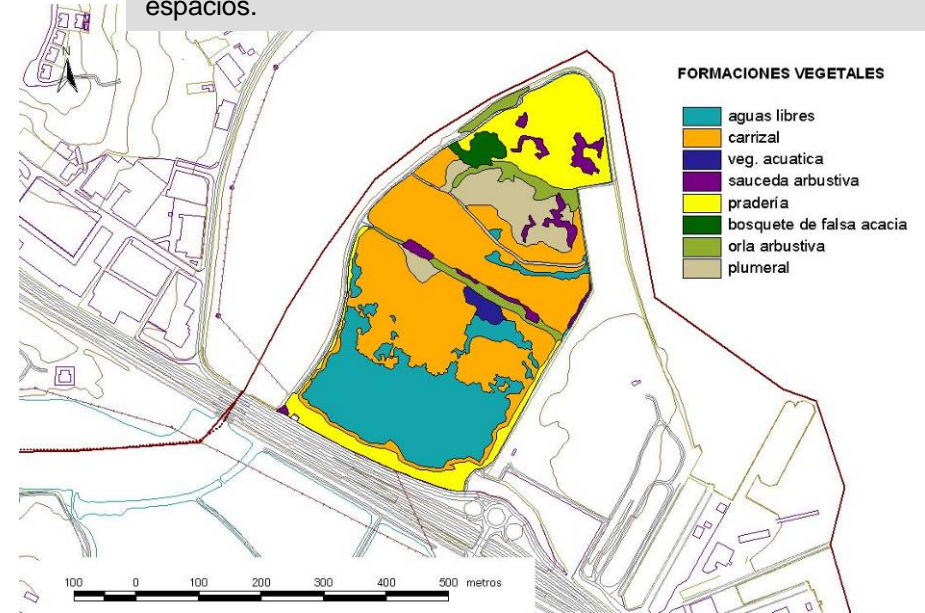 espacios.
N
FORMACIONES VEGETALES
aguas libres
carrizal
veg. acuatica
sauceda arbustiva
pradería
bosquete de falsa acacia
orla arbustiva
plumeral
100 0 100 200 300 400 500 metros